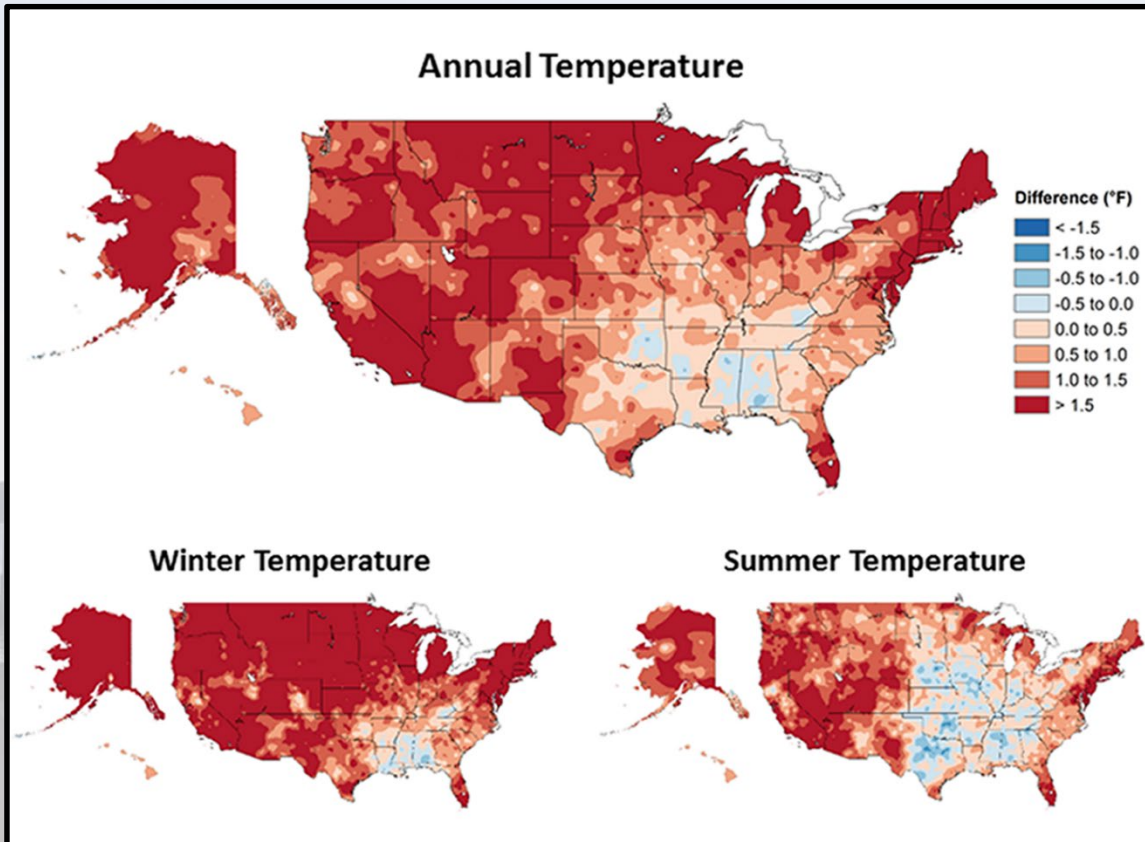 Annual Temperature
Difference (°F)
< -1.5
-1.5 to -1.0
-0.5 to -1.0
-0.5 to 0.0
0.0 to 0.5
0.5 to 1.0
1.0 to 1.5
> 1.5
Winter Temperature
Summer Temperature